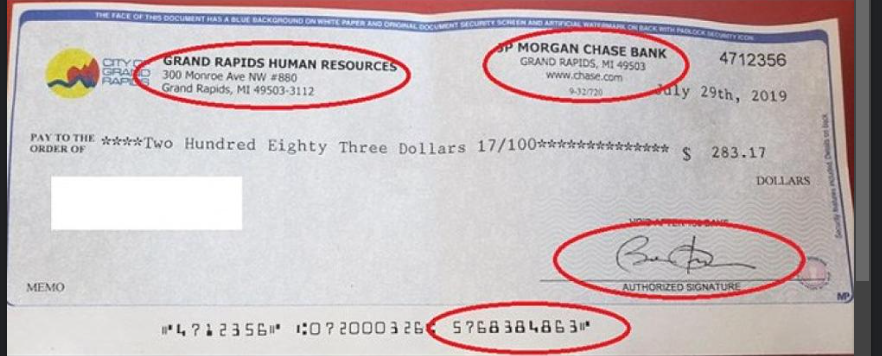 THE FACE OF THIS DOCUMENT HAS A BLUE BACKGROUND ON WHITE PAPER AND ORIGINAL DOCUMENT SECURITY SCREEN AND ARTIFICIAL WATERMARK ON BACK WITH PADLOCK SECURITY ICON.
CITY OF
GRAND
RAPIDS
GRAND RAPIDS HUMAN RESOURCES
300 Monroe Ave NW #880
Grand Rapids, MI 49503-3112
JP MORGAN CHASE BANK
GRAND RAPIDS, MI 49503
www.chase.com
9-32/720
4712356
July 29th, 2019
PAY TO THE
ORDER OF
****Two Hundred Eighty Three Dollars 17/100************** $ 283.17
DOLLARS
Security features included. Details on back.
VOID AFTER DAYS
AUTHORIZED SIGNATURE
MEMO
MP
⑈4712356⑈ ⑆072000326⑆ 5768384863⑈